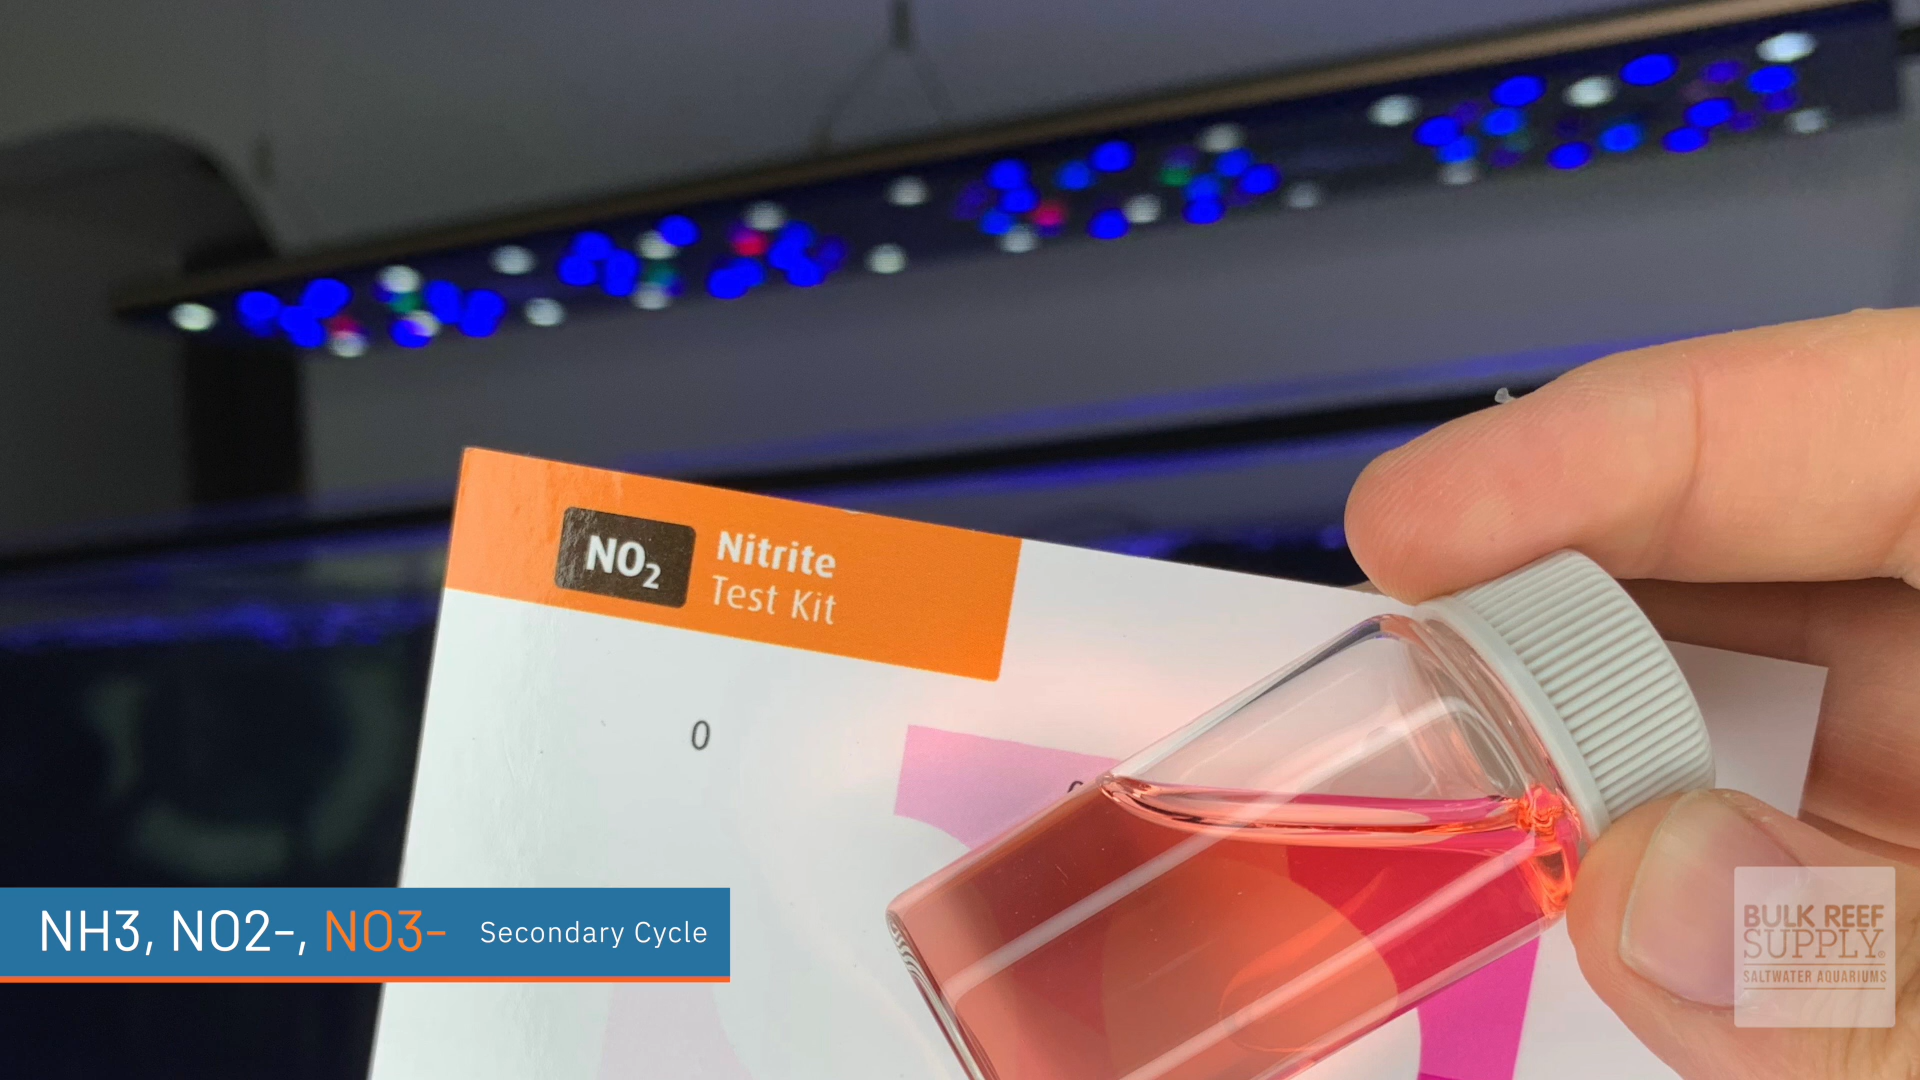 NO2
Nitrite
Test Kit
0
NH3, NO2-, NO3- Secondary Cycle
BULK REEF
SUPPLY®
SALTWATER AQUARIUMS